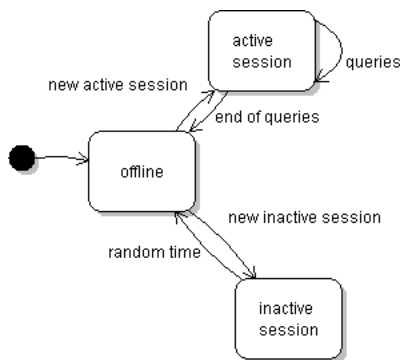 active
session
queries
new active session
end of queries
offline
new inactive session
random time
inactive
session